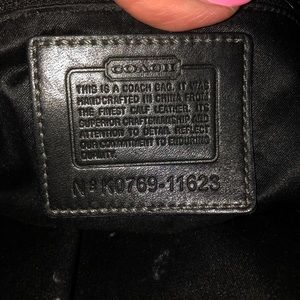 COACH
THIS IS A COACH BAG. IT WAS
HANDCRAFTED IN CHINA FROM
THE FINEST CALF LEATHER. ITS
SUPERIOR CRAFTSMANSHIP AND
ATTENTION TO DETAIL REFLECT
OUR COMMITMENT TO ENDURING
QUALITY.
Nº K0769-11623